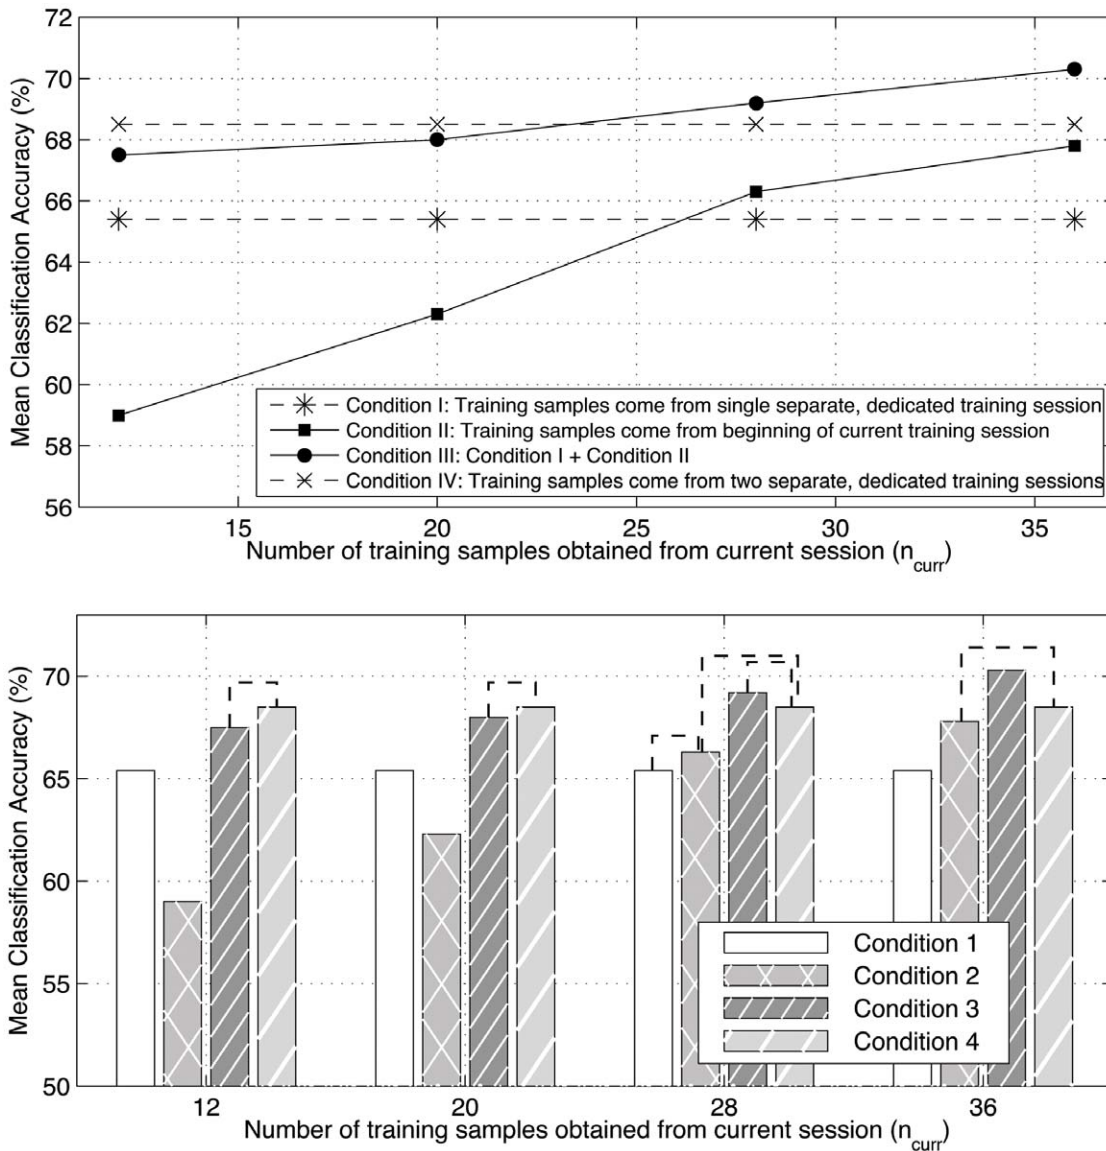 72
70
68
66
64
62
60
58
56
Mean Classification Accuracy (%)
Condition I: Training samples come from single separate, dedicated training session
Condition II: Training samples come from beginning of current training session
Condition III: Condition I + Condition II
Condition IV: Training samples come from two separate, dedicated training sessions
15 20 25 30 35
Number of training samples obtained from current session (n_curr)
70
65
60
55
50
Mean Classification Accuracy (%)
Condition 1
Condition 2
Condition 3
Condition 4
12 20 28 36
Number of training samples obtained from current session (n_curr)